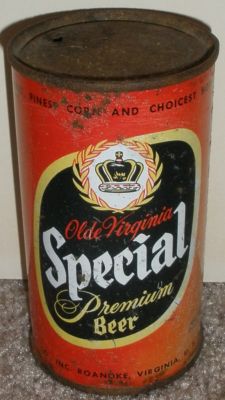 FINEST CORN AND CHOICEST
Olde Virginia
Special
Premium
Beer
INC. ROANOKE, VIRGINIA,